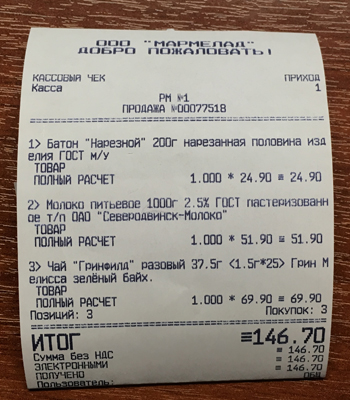 ООО "МАРМЕЛАД"
ДОБРО ПОЖАЛОВАТЬ!
КАССОВЫЙ ЧЕК ПРИХОД
Касса 1
РМ №1
ПРОДАЖА №00077518
1> Батон "Нарезной" 200г нарезанная половина изд
елия ГОСТ м/у
ТОВАР
ПОЛНЫЙ РАСЧЕТ 1.000 * 24.90 ≡ 24.90
2> Молоко питьевое 1000г 2.5% ГОСТ пастеризованн
ое т/п ОАО "Северодвинск-Молоко"
ТОВАР
ПОЛНЫЙ РАСЧЕТ 1.000 * 51.90 ≡ 51.90
3> Чай "Гринфилд" разовый 37.5г <1.5г*25> Грин М
елисса зелёный байх.
ТОВАР
ПОЛНЫЙ РАСЧЕТ 1.000 * 69.90 ≡ 69.90
Позиций: 3 Покупок: 3
ИТОГ ≡146.70
Сумма без НДС ≡ 146.70
ЭЛЕКТРОННЫМИ ≡ 146.70
ПОЛУЧЕНО ≡ 146.70
Пользователь: